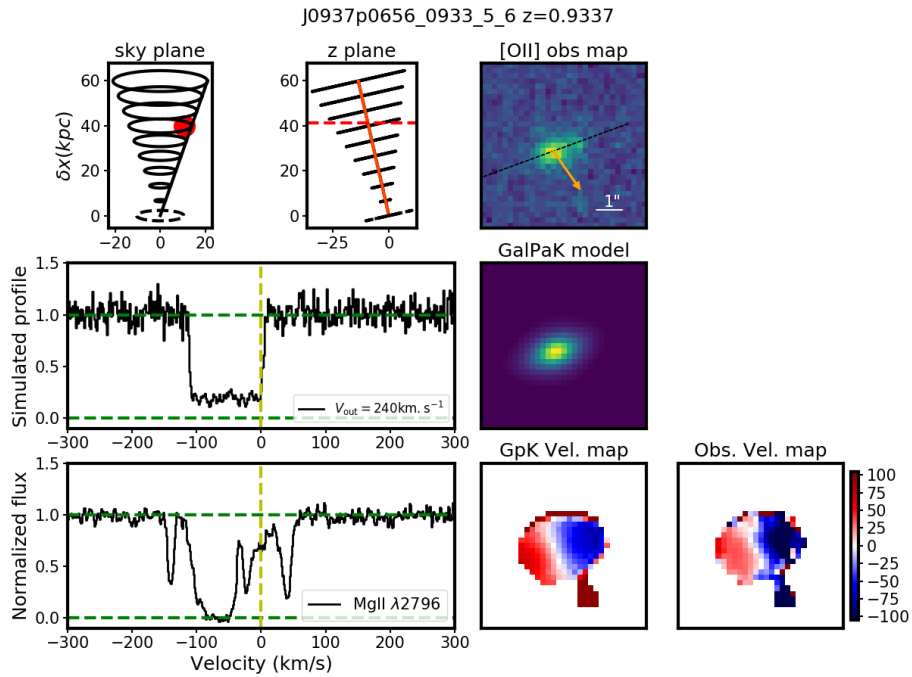 J0937p0656_0933_5_6 z=0.9337
sky plane
z plane
[OII] obs map
δx(kpc)
60
40
20
0
−20 0 20
60
40
20
0
−20 0
1"
GalPaK model
Simulated profile
1.5
1.0
0.5
0.0
V_out = 240km. s⁻¹
−300 −200 −100 0 100 200 300
GpK Vel. map
Obs. Vel. map
Normalized flux
1.5
1.0
0.5
0.0
MgII λ2796
−300 −200 −100 0 100 200 300
Velocity (km/s)
100
75
50
25
0
−25
−50
−75
−100